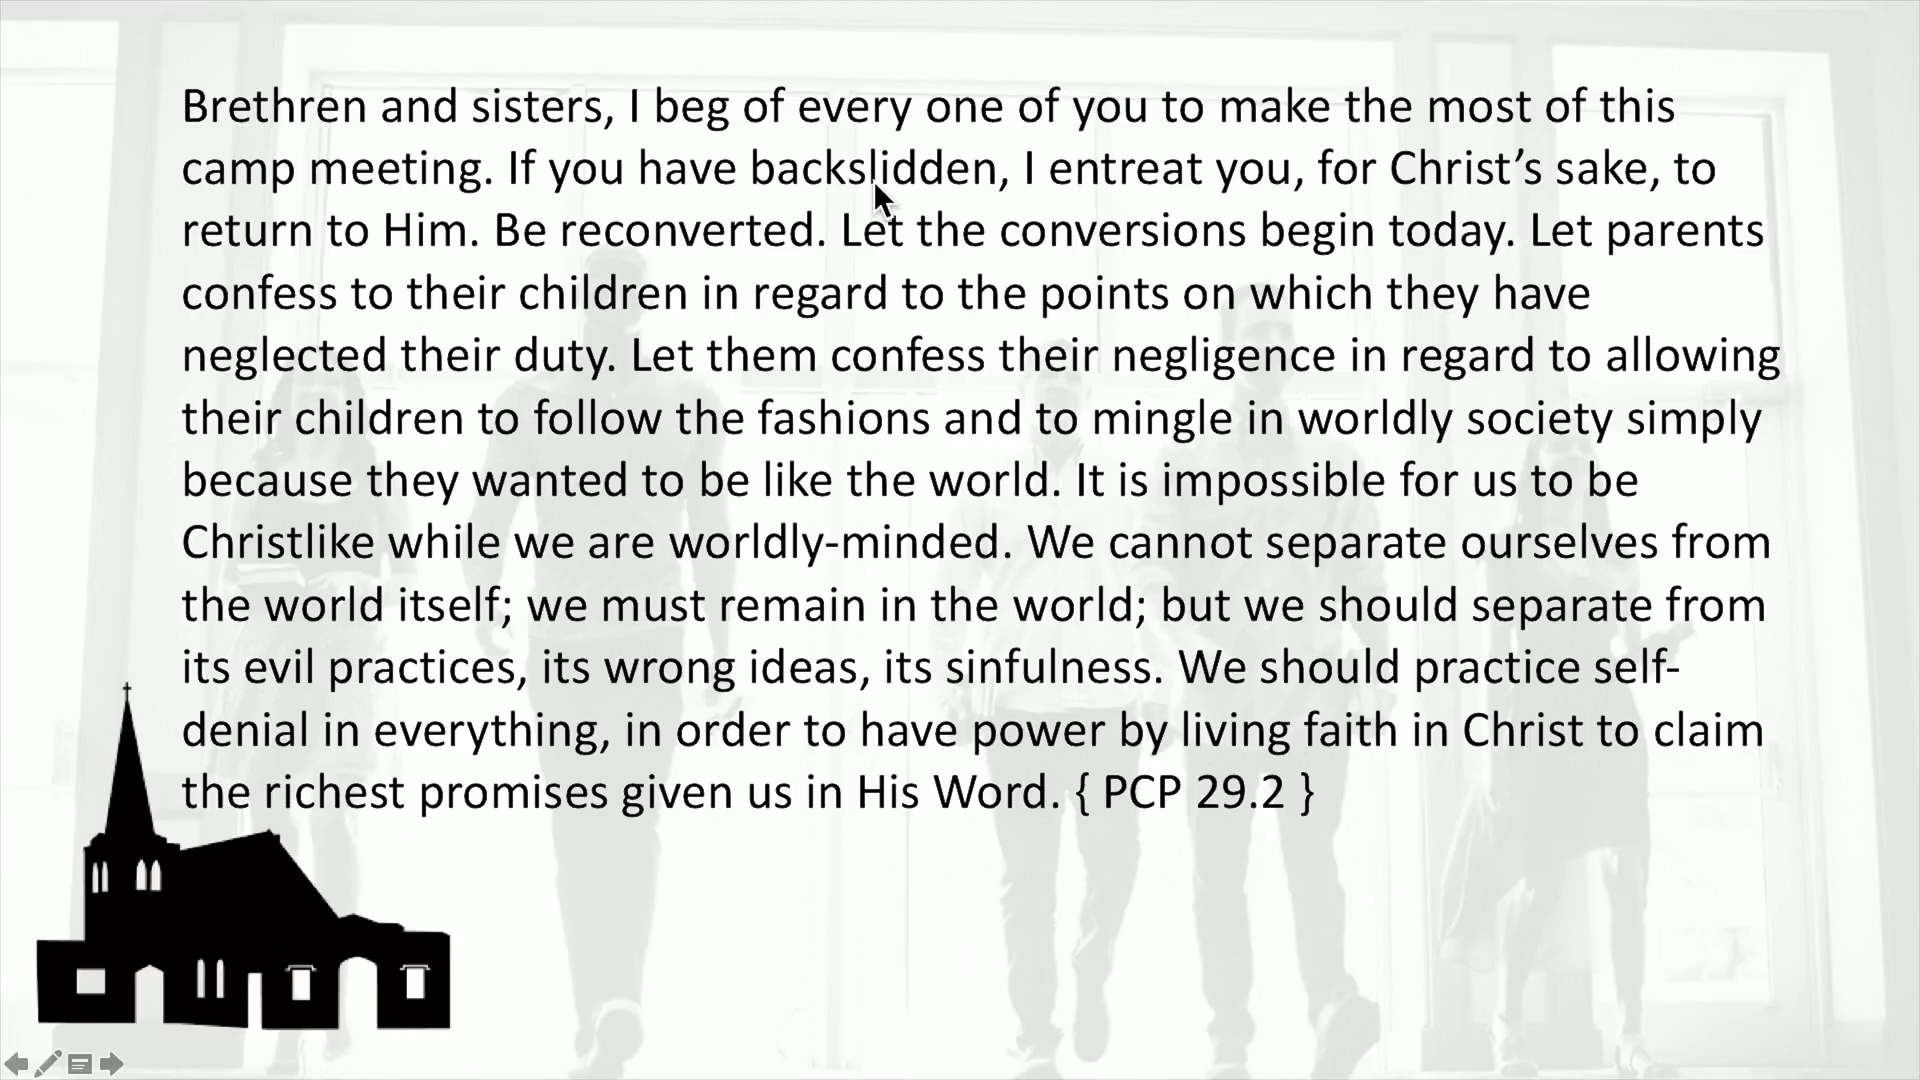 Brethren and sisters, I beg of every one of you to make the most of this
camp meeting. If you have backslidden, I entreat you, for Christ’s sake, to
return to Him. Be reconverted. Let the conversions begin today. Let parents
confess to their children in regard to the points on which they have
neglected their duty. Let them confess their negligence in regard to allowing
their children to follow the fashions and to mingle in worldly society simply
because they wanted to be like the world. It is impossible for us to be
Christlike while we are worldly-minded. We cannot separate ourselves from
the world itself; we must remain in the world; but we should separate from
its evil practices, its wrong ideas, its sinfulness. We should practice self-
denial in everything, in order to have power by living faith in Christ to claim
the richest promises given us in His Word. { PCP 29.2 }